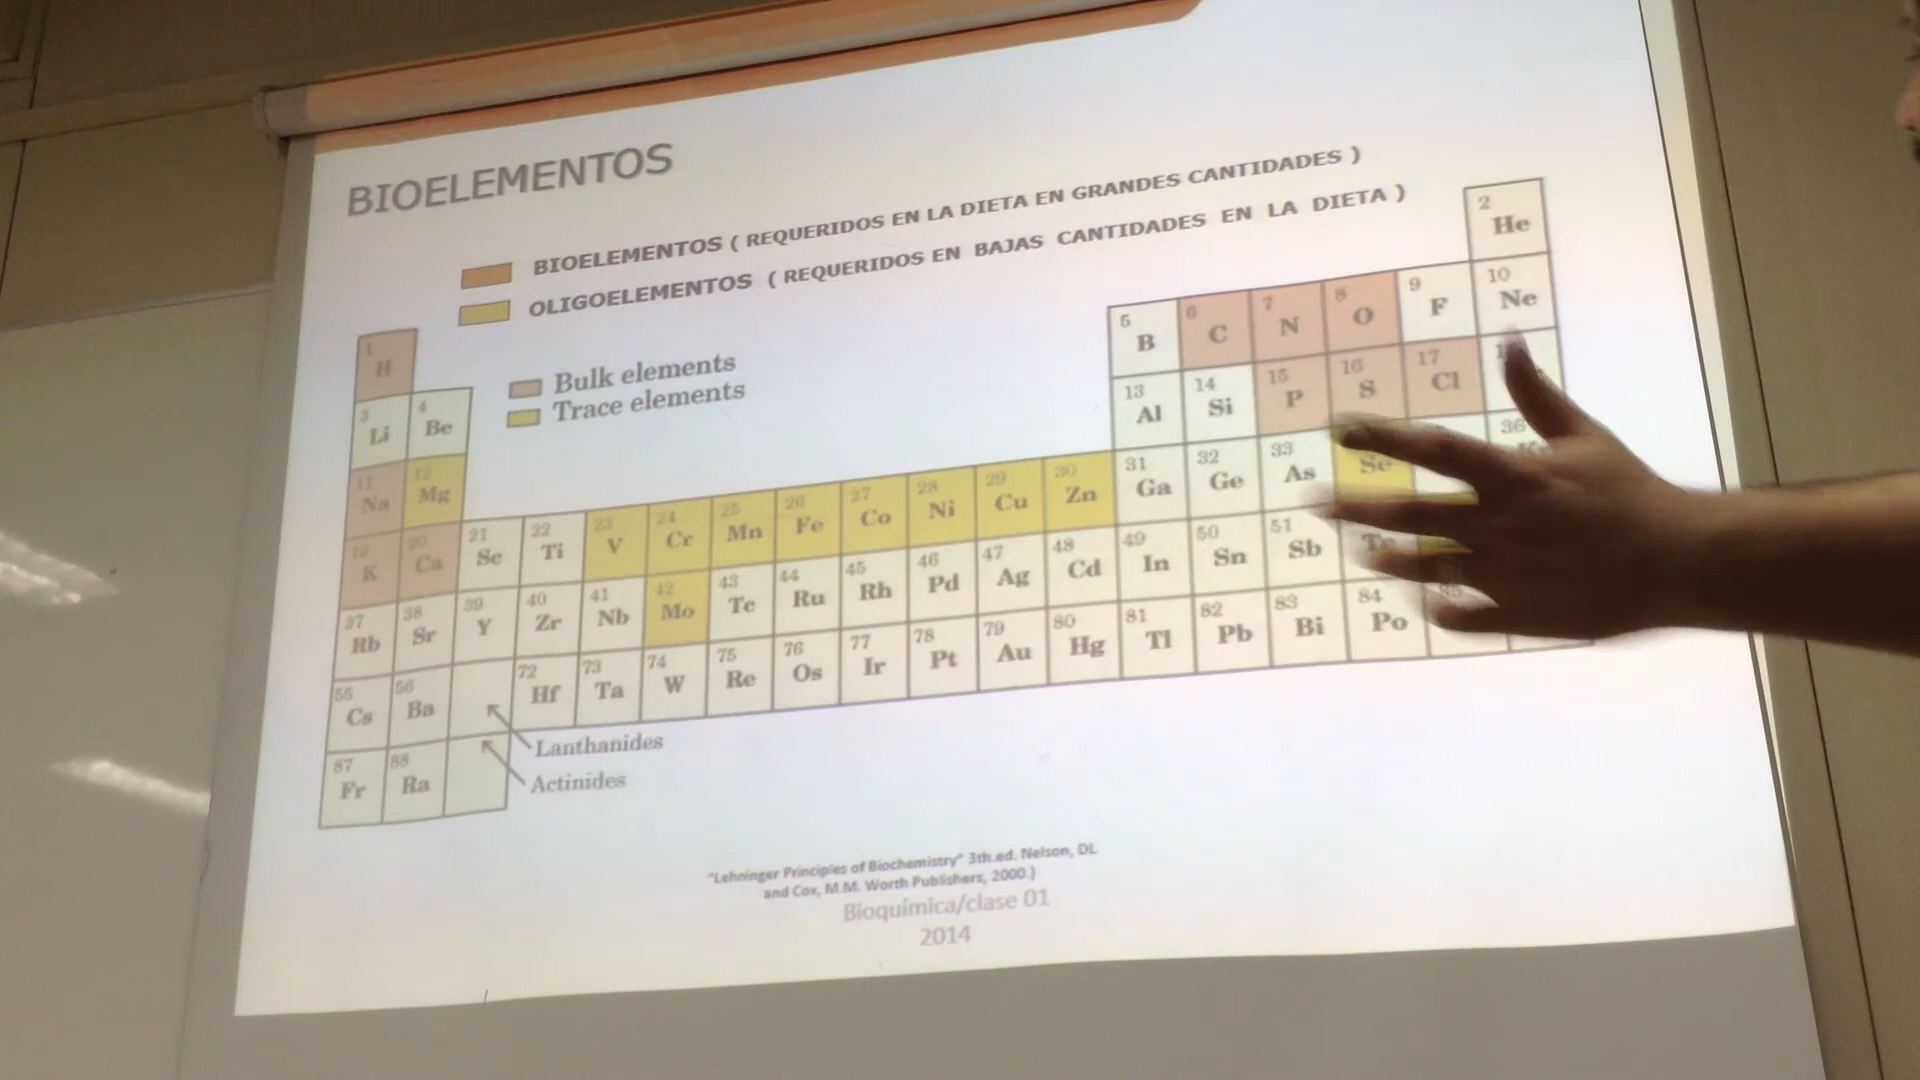 BIOELEMENTOS
BIOELEMENTOS ( REQUERIDOS EN LA DIETA EN GRANDES CANTIDADES )
OLIGOELEMENTOS ( REQUERIDOS EN BAJAS CANTIDADES EN LA DIETA )
Bulk elements
Trace elements
2 He
1 H
5 B 6 C 7 N 8 O 9 F 10 Ne
3 Li 4 Be
13 Al 14 Si 15 P 16 S 17 Cl
11 Na 12 Mg
19 K 20 Ca 21 Sc 22 Ti 23 V 24 Cr 25 Mn 26 Fe 27 Co 28 Ni 29 Cu 30 Zn 31 Ga 32 Ge 33 As Se 36
37 Rb 38 Sr 39 Y 40 Zr 41 Nb 42 Mo 43 Tc 44 Ru 45 Rh 46 Pd 47 Ag 48 Cd 49 In 50 Sn 51 Sb Te
55 Cs 56 Ba 72 Hf 73 Ta 74 W 75 Re 76 Os 77 Ir 78 Pt 79 Au 80 Hg 81 Tl 82 Pb 83 Bi 84 Po 85
87 Fr 88 Ra
Lanthanides
Actinides
"Lehninger Principles of Biochemistry" 3th.ed. Nelson, DL
and Cox, M.M. Worth Publishers, 2000.)
Bioquímica/clase 01
2014